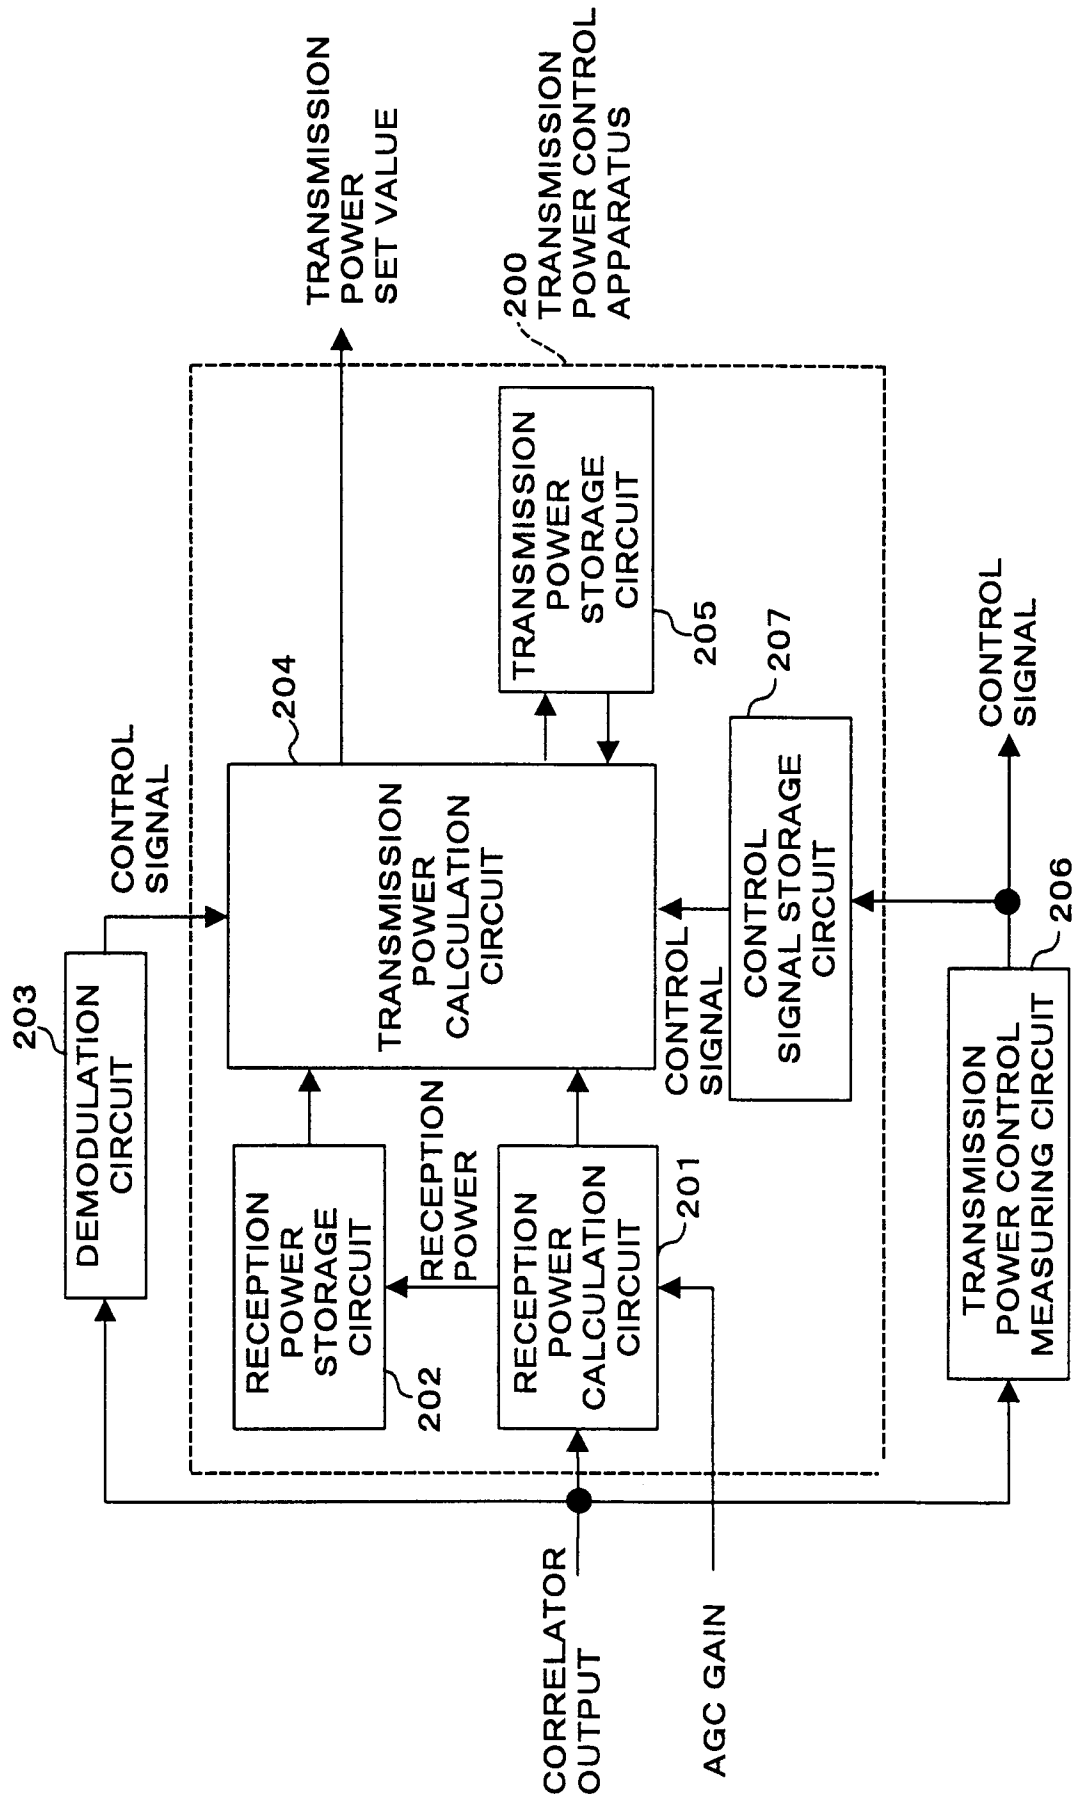 203
DEMODULATION
CIRCUIT
CONTROL
SIGNAL
TRANSMISSION
POWER
SET VALUE
204
TRANSMISSION
POWER
CALCULATION
CIRCUIT
RECEPTION
POWER
STORAGE
CIRCUIT
202
RECEPTION
POWER
200
TRANSMISSION
POWER CONTROL
APPARATUS
TRANSMISSION
POWER
STORAGE
CIRCUIT
205
CORRELATOR
OUTPUT
RECEPTION
POWER
CALCULATION
CIRCUIT
201
CONTROL
SIGNAL
207
CONTROL
SIGNAL STORAGE
CIRCUIT
AGC GAIN
TRANSMISSION
POWER CONTROL
MEASURING CIRCUIT
206
CONTROL
SIGNAL